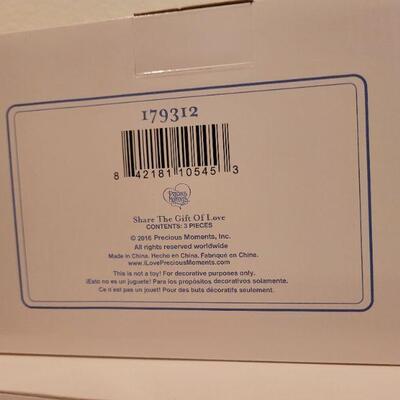 179312
8 42181 10545 3
Precious
Moments
Share The Gift Of Love
CONTENTS: 3 PIECES
© 2016 Precious Moments, Inc.
All rights reserved worldwide
Made in China. Hecho en China. Fabriqué en China.
www.iLovePreciousMoments.com
This is not a toy! For decorative purposes only.
¡Esto no es un juguete! Para los propósitos decorativos solamente.
Ce n'est pas un jouet! Pour des buts décoratifs seulement.